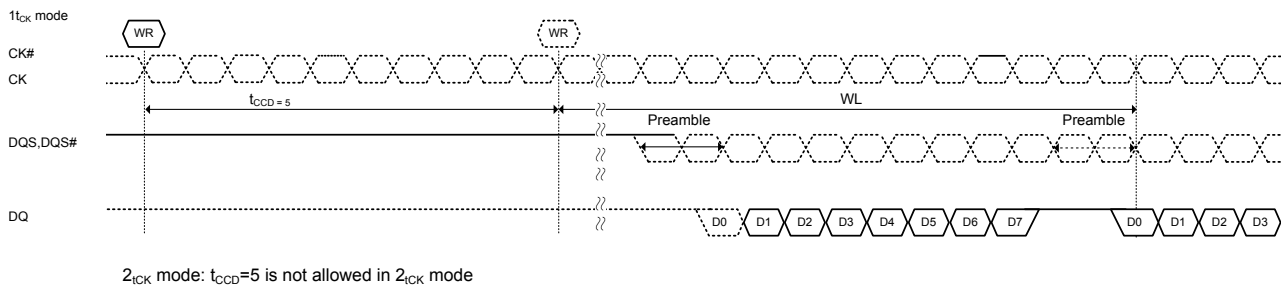 1tCK mode
WR WR
CK#
CK
tCCD = 5 WL
Preamble Preamble
DQS,DQS#
DQ D0 D1 D2 D3 D4 D5 D6 D7 D0 D1 D2 D3
2tCK mode: tCCD=5 is not allowed in 2tCK mode